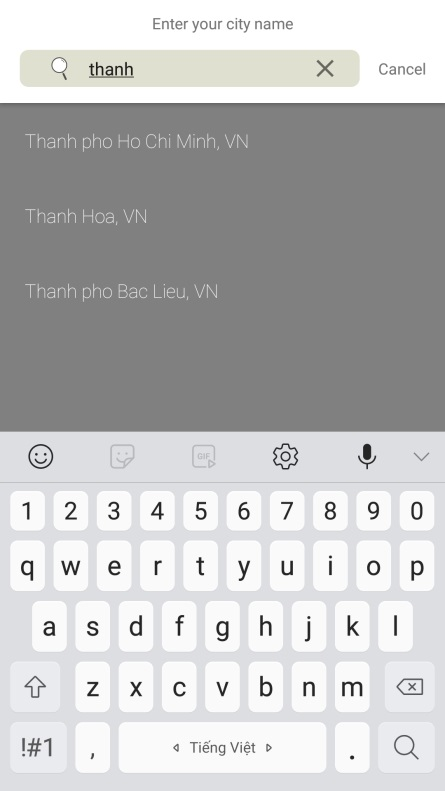 Enter your city name
thanh
Cancel
Thanh pho Ho Chi Minh, VN
Thanh Hoa, VN
Thanh pho Bac Lieu, VN
GIF
1 2 3 4 5 6 7 8 9 0
q w e r t y u i o p
a s d f g h j k l
z x c v b n m
!#1 , Tiếng Việt .